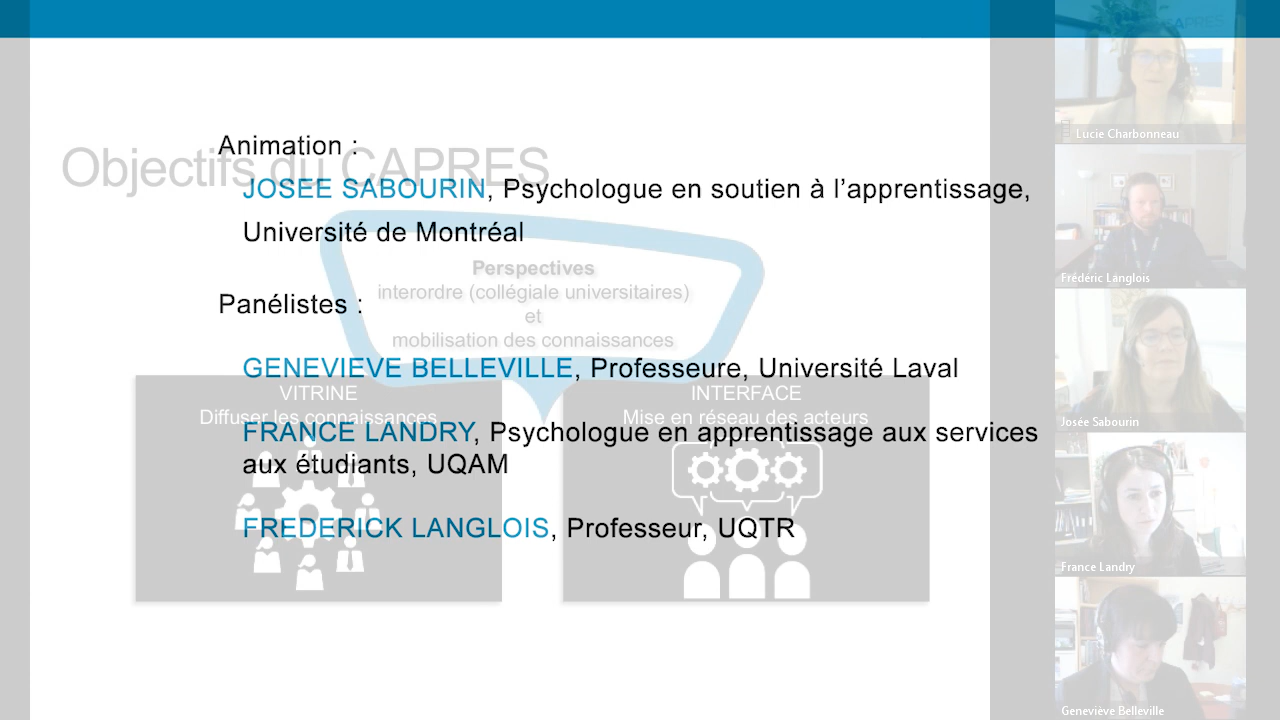 Objectifs du CAPRES
Animation :
JOSEE SABOURIN, Psychologue en soutien à l'apprentissage,
Université de Montréal
Perspectives
interordre (collégiale universitaires)
et
mobilisation des connaissances
Panélistes :
GENEVIEVE BELLEVILLE, Professeure, Université Laval
VITRINE
Diffuser les connaissances
INTERFACE
Mise en réseau des acteurs
FRANCE LANDRY, Psychologue en apprentissage aux services
aux étudiants, UQAM
FREDERICK LANGLOIS, Professeur, UQTR
CAPRES
Lucie Charbonneau
Frédéric Langlois
Josée Sabourin
France Landry
Geneviève Belleville